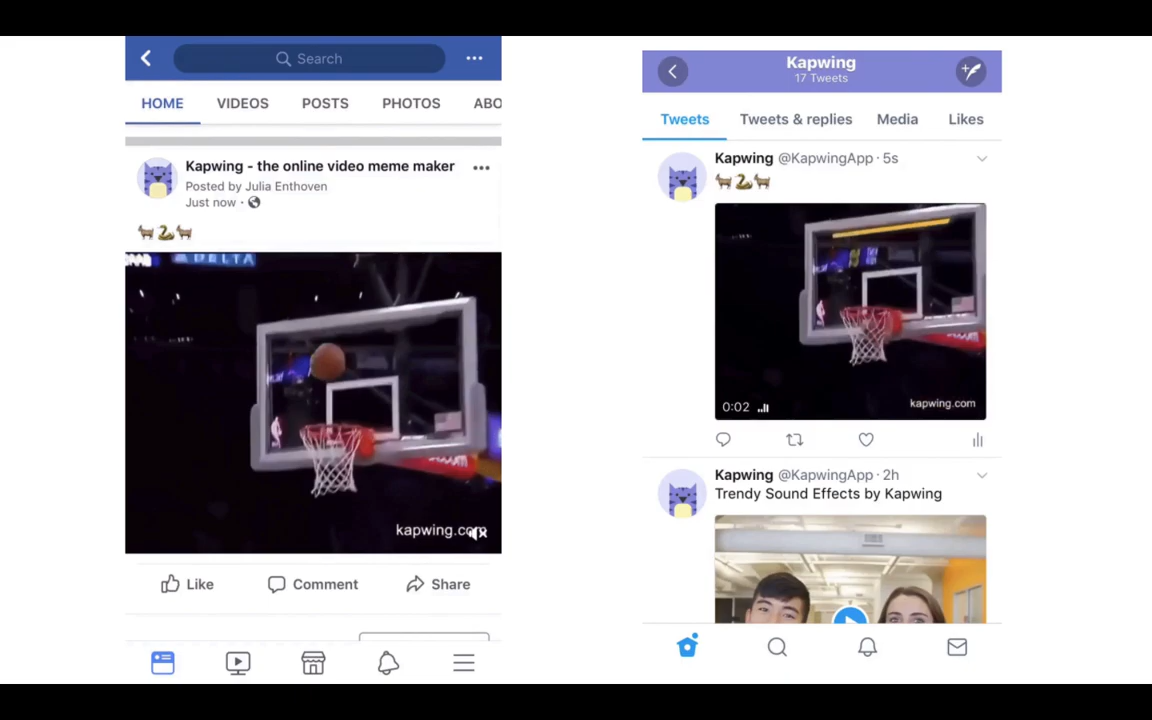 Search
HOME VIDEOS POSTS PHOTOS ABO
Kapwing - the online video meme maker
Posted by Julia Enthoven
Just now ·
DELTA
kapwing.com
Like Comment Share
Kapwing
17 Tweets
Tweets Tweets & replies Media Likes
Kapwing @KapwingApp · 5s
0:02
kapwing.com
Kapwing @KapwingApp · 2h
Trendy Sound Effects by Kapwing